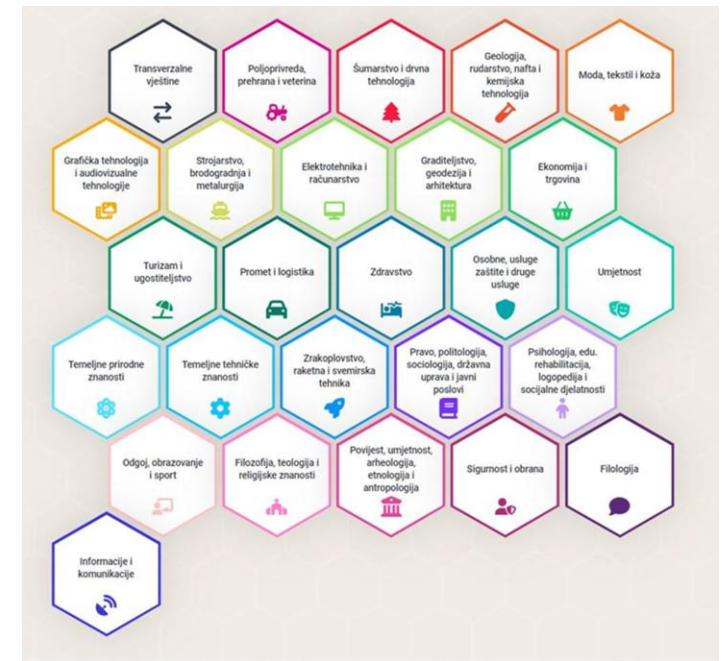 Transverzalne
vještine
Poljoprivreda,
prehrana i veterina
Šumarstvo i drvna
tehnologija
Geologija,
rudarstvo, nafta i
kemijska
tehnologija
Moda, tekstil i koža
Grafička tehnologija
i audiovizualne
tehnologije
Strojarstvo,
brodogradnja i
metalurgija
Elektrotehnika i
računarstvo
Graditeljstvo,
geodezija i
arhitektura
Ekonomija i
trgovina
Turizam i
ugostiteljstvo
Promet i logistika
Zdravstvo
Osobne, usluge
zaštite i druge
usluge
Umjetnost
Temeljne prirodne
znanosti
Temeljne tehničke
znanosti
Zrakoplovstvo,
raketna i svemirska
tehnika
Pravo, politologija,
sociologija, državna
uprava i javni
poslovi
Psihologija, edu.
rehabilitacija,
logopedija i
socijalne djelatnosti
Odgoj, obrazovanje
i sport
Filozofija, teologija i
religijske znanosti
Povijest, umjetnost,
arheologija,
etnologija i
antropologija
Sigurnost i obrana
Filologija
Informacije i
komunikacije